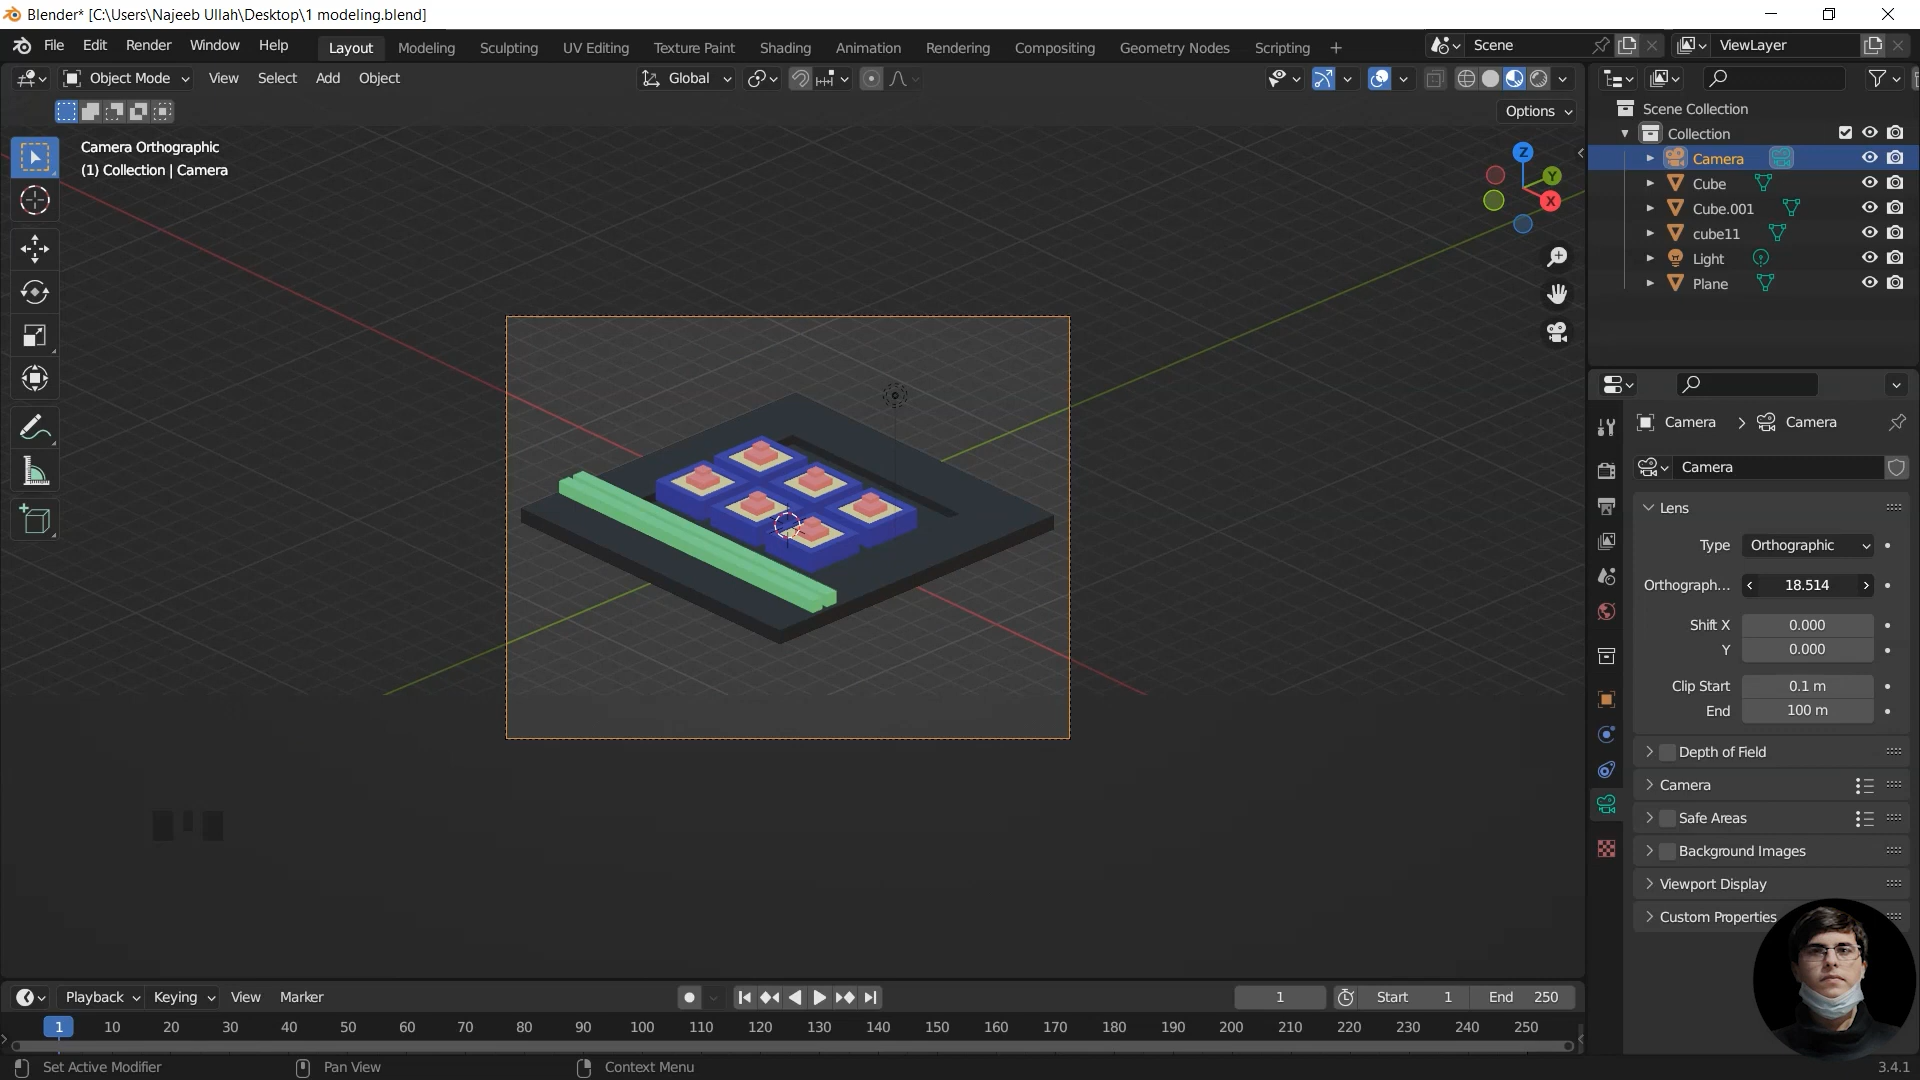 Blender* [C:\Users\Najeeb Ullah\Desktop\1 modeling.blend]
File Edit Render Window Help Layout Modeling Sculpting UV Editing Texture Paint Shading Animation Rendering Compositing Geometry Nodes Scripting + Scene ViewLayer
Object Mode View Select Add Object Global
Options
Camera Orthographic
(1) Collection | Camera
Z
Y
X
Scene Collection
Collection
Camera
Cube
Cube.001
cube11
Light
Plane
Camera > Camera
Camera
Lens
Type Orthographic
Orthograph... 18.514
Shift X 0.000
Y 0.000
Clip Start 0.1 m
End 100 m
Depth of Field
Camera
Safe Areas
Background Images
Viewport Display
Custom Properties
Playback Keying View Marker 1 Start 1 End 250
1 10 20 30 40 50 60 70 80 90 100 110 120 130 140 150 160 170 180 190 200 210 220 230 240 250
Set Active Modifier Pan View Context Menu 3.4.1